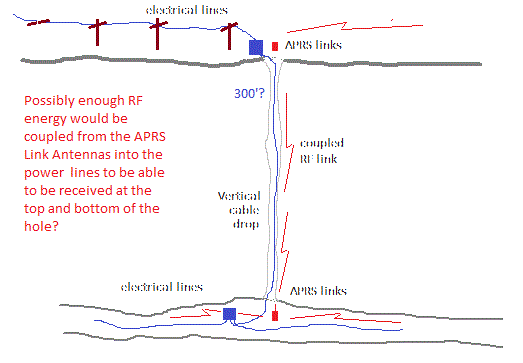 electrical lines
APRS links
300'?
Possibly enough RF
energy would be
coupled from the APRS
Link Antennas into the
power lines to be able
to be received at the
top and bottom of the
hole?
coupled
RF link
Vertical
cable
drop
electrical lines
APRS links